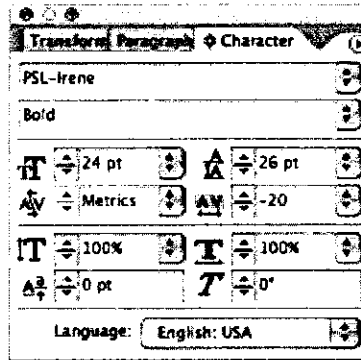 Transform Paragraph Character
PSL-Irene
Bold
24 pt 26 pt
Metrics -20
100% 100%
0 pt 0°
Language: English: USA